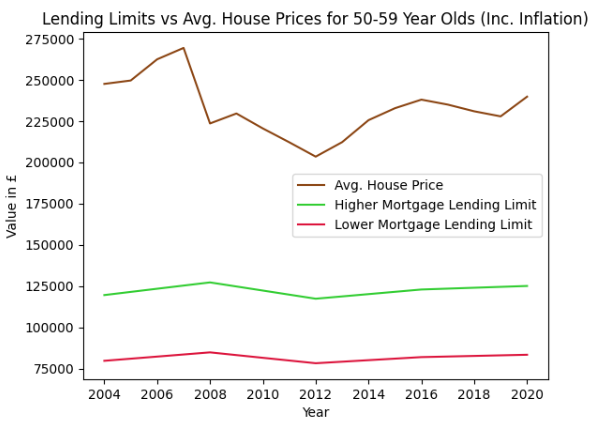 Lending Limits vs Avg. House Prices for 50-59 Year Olds (Inc. Inflation)
275000
250000
225000
200000
175000
150000
125000
100000
75000
Value in £
Avg. House Price
Higher Mortgage Lending Limit
Lower Mortgage Lending Limit
2004 2006 2008 2010 2012 2014 2016 2018 2020
Year